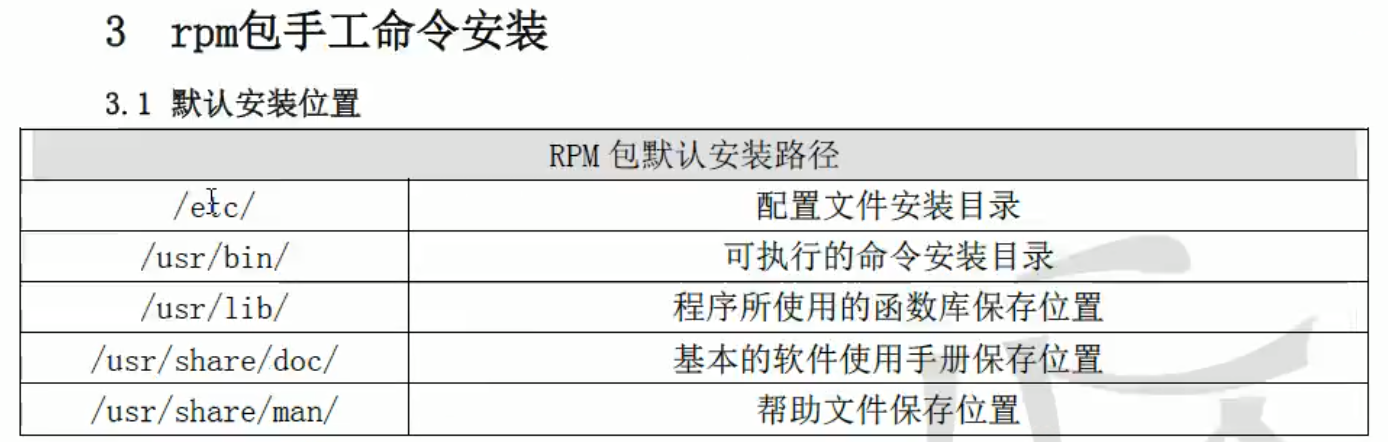 3 rpm包手工命令安装
3.1 默认安装位置
RPM 包默认安装路径
/etc/ 配置文件安装目录
/usr/bin/ 可执行的命令安装目录
/usr/lib/ 程序所使用的函数库保存位置
/usr/share/doc/ 基本的软件使用手册保存位置
/usr/share/man/ 帮助文件保存位置